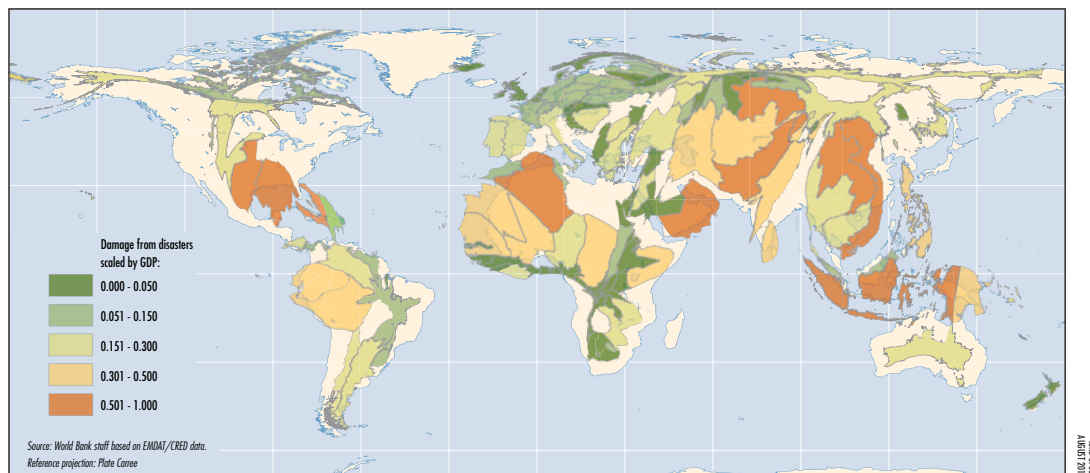 Damage from disasters
scaled by GDP:
0.000 - 0.050
0.051 - 0.150
0.151 - 0.300
0.301 - 0.500
0.501 - 1.000
Source: World Bank staff based on EMDAT/CRED data.
Reference projection: Plate Carree